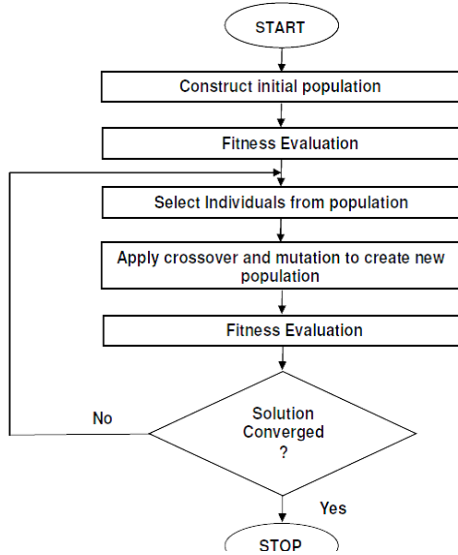 START
Construct initial population
Fitness Evaluation
Select Individuals from population
Apply crossover and mutation to create new
population
Fitness Evaluation
Solution
Converged
?
No
Yes
STOP